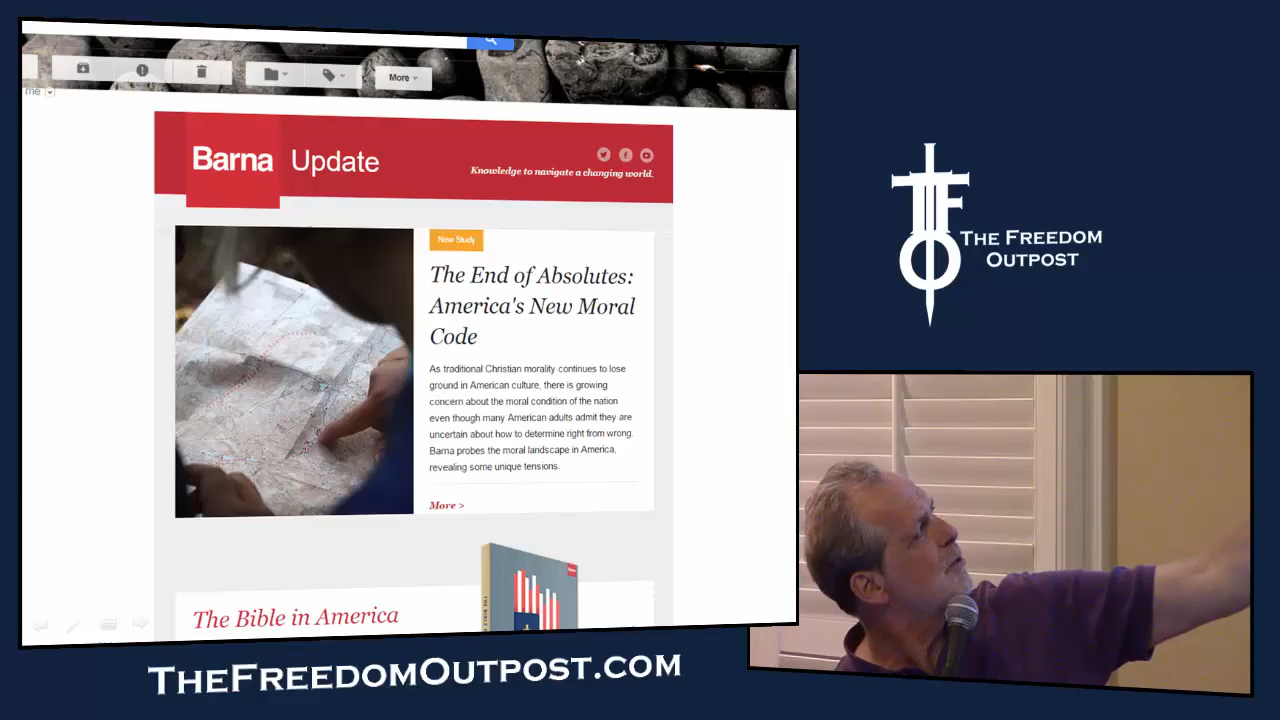 More
me
Barna Update
Knowledge to navigate a changing world.
New Study
The End of Absolutes:
America's New Moral
Code
As traditional Christian morality continues to lose
ground in American culture, there is growing
concern about the moral condition of the nation
even though many American adults admit they are
uncertain about how to determine right from wrong.
Barna probes the moral landscape in America,
revealing some unique tensions.
More >
Barna
The Bible in America
The Freedom
Outpost
TheFreedomOutpost.com